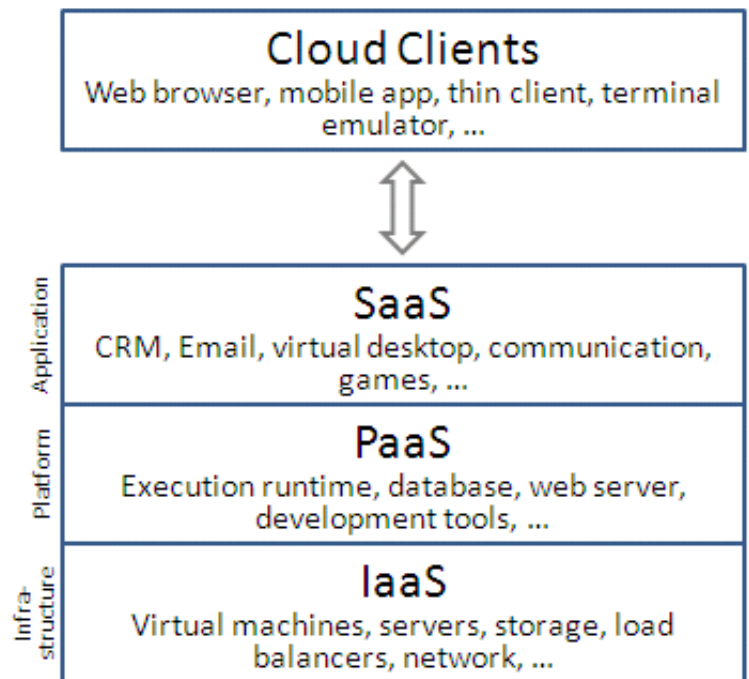 Cloud Clients
Web browser, mobile app, thin client, terminal
emulator, ...
Application
SaaS
CRM, Email, virtual desktop, communication,
games, ...
Platform
PaaS
Execution runtime, database, web server,
development tools, ...
Infra-
structure
IaaS
Virtual machines, servers, storage, load
balancers, network, ...